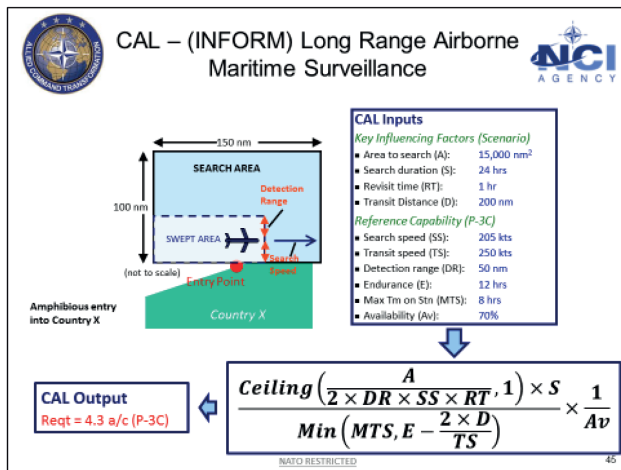 ALLIED COMMAND TRANSFORMATION
CAL – (INFORM) Long Range Airborne
Maritime Surveillance
NCI
AGENCY
150 nm
SEARCH AREA
100 nm
Detection
Range
SWEPT AREA
Search
Speed
(not to scale)
Entry Point
Amphibious entry
into Country X
Country X
CAL Inputs
Key Influencing Factors (Scenario)
▪ Area to search (A): 15,000 nm²
▪ Search duration (S): 24 hrs
▪ Revisit time (RT): 1 hr
▪ Transit Distance (D): 200 nm
Reference Capability (P-3C)
▪ Search speed (SS): 205 kts
▪ Transit speed (TS): 250 kts
▪ Detection range (DR): 50 nm
▪ Endurance (E): 12 hrs
▪ Max Tm on Stn (MTS): 8 hrs
▪ Availability (Av): 70%
CAL Output
Reqt = 4.3 a/c (P-3C)
Ceiling(A / (2 × DR × SS × RT), 1) × S
Min(MTS, E − (2 × D) / TS)
× 1 / Av
NATO RESTRICTED
45